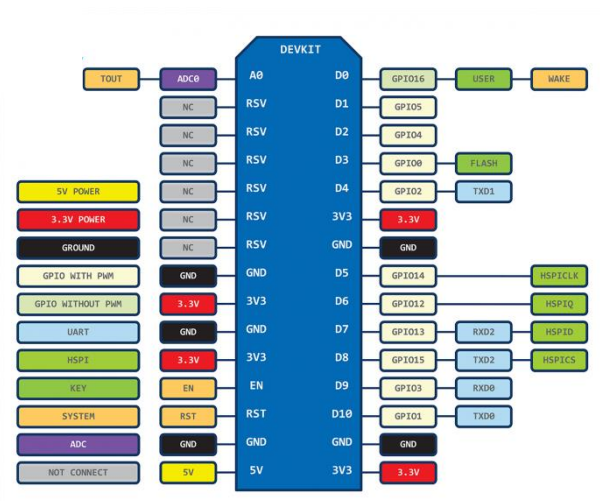 DEVKIT
TOUT ADC0 A0 D0 GPIO16 USER WAKE
NC RSV D1 GPIO5
NC RSV D2 GPIO4
NC RSV D3 GPIO0 FLASH
5V POWER NC RSV D4 GPIO2 TXD1
3.3V POWER NC RSV 3V3 3.3V
GROUND NC RSV GND GND
GPIO WITH PWM GND GND D5 GPIO14 HSPICLK
GPIO WITHOUT PWM 3.3V 3V3 D6 GPIO12 HSPIQ
UART GND GND D7 GPIO13 RXD2 HSPID
HSPI 3.3V 3V3 D8 GPIO15 TXD2 HSPICS
KEY EN EN D9 GPIO3 RXD0
SYSTEM RST RST D10 GPIO1 TXD0
ADC GND GND GND GND
NOT CONNECT 5V 5V 3V3 3.3V